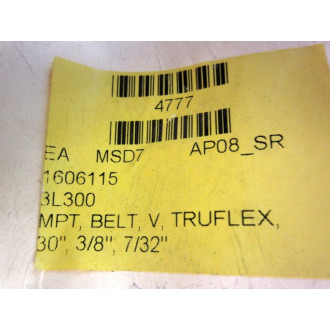 4777
EA MSD7 AP08_SR
1606115
3L300
MPT, BELT, V, TRUFLEX,
30", 3/8", 7/32"